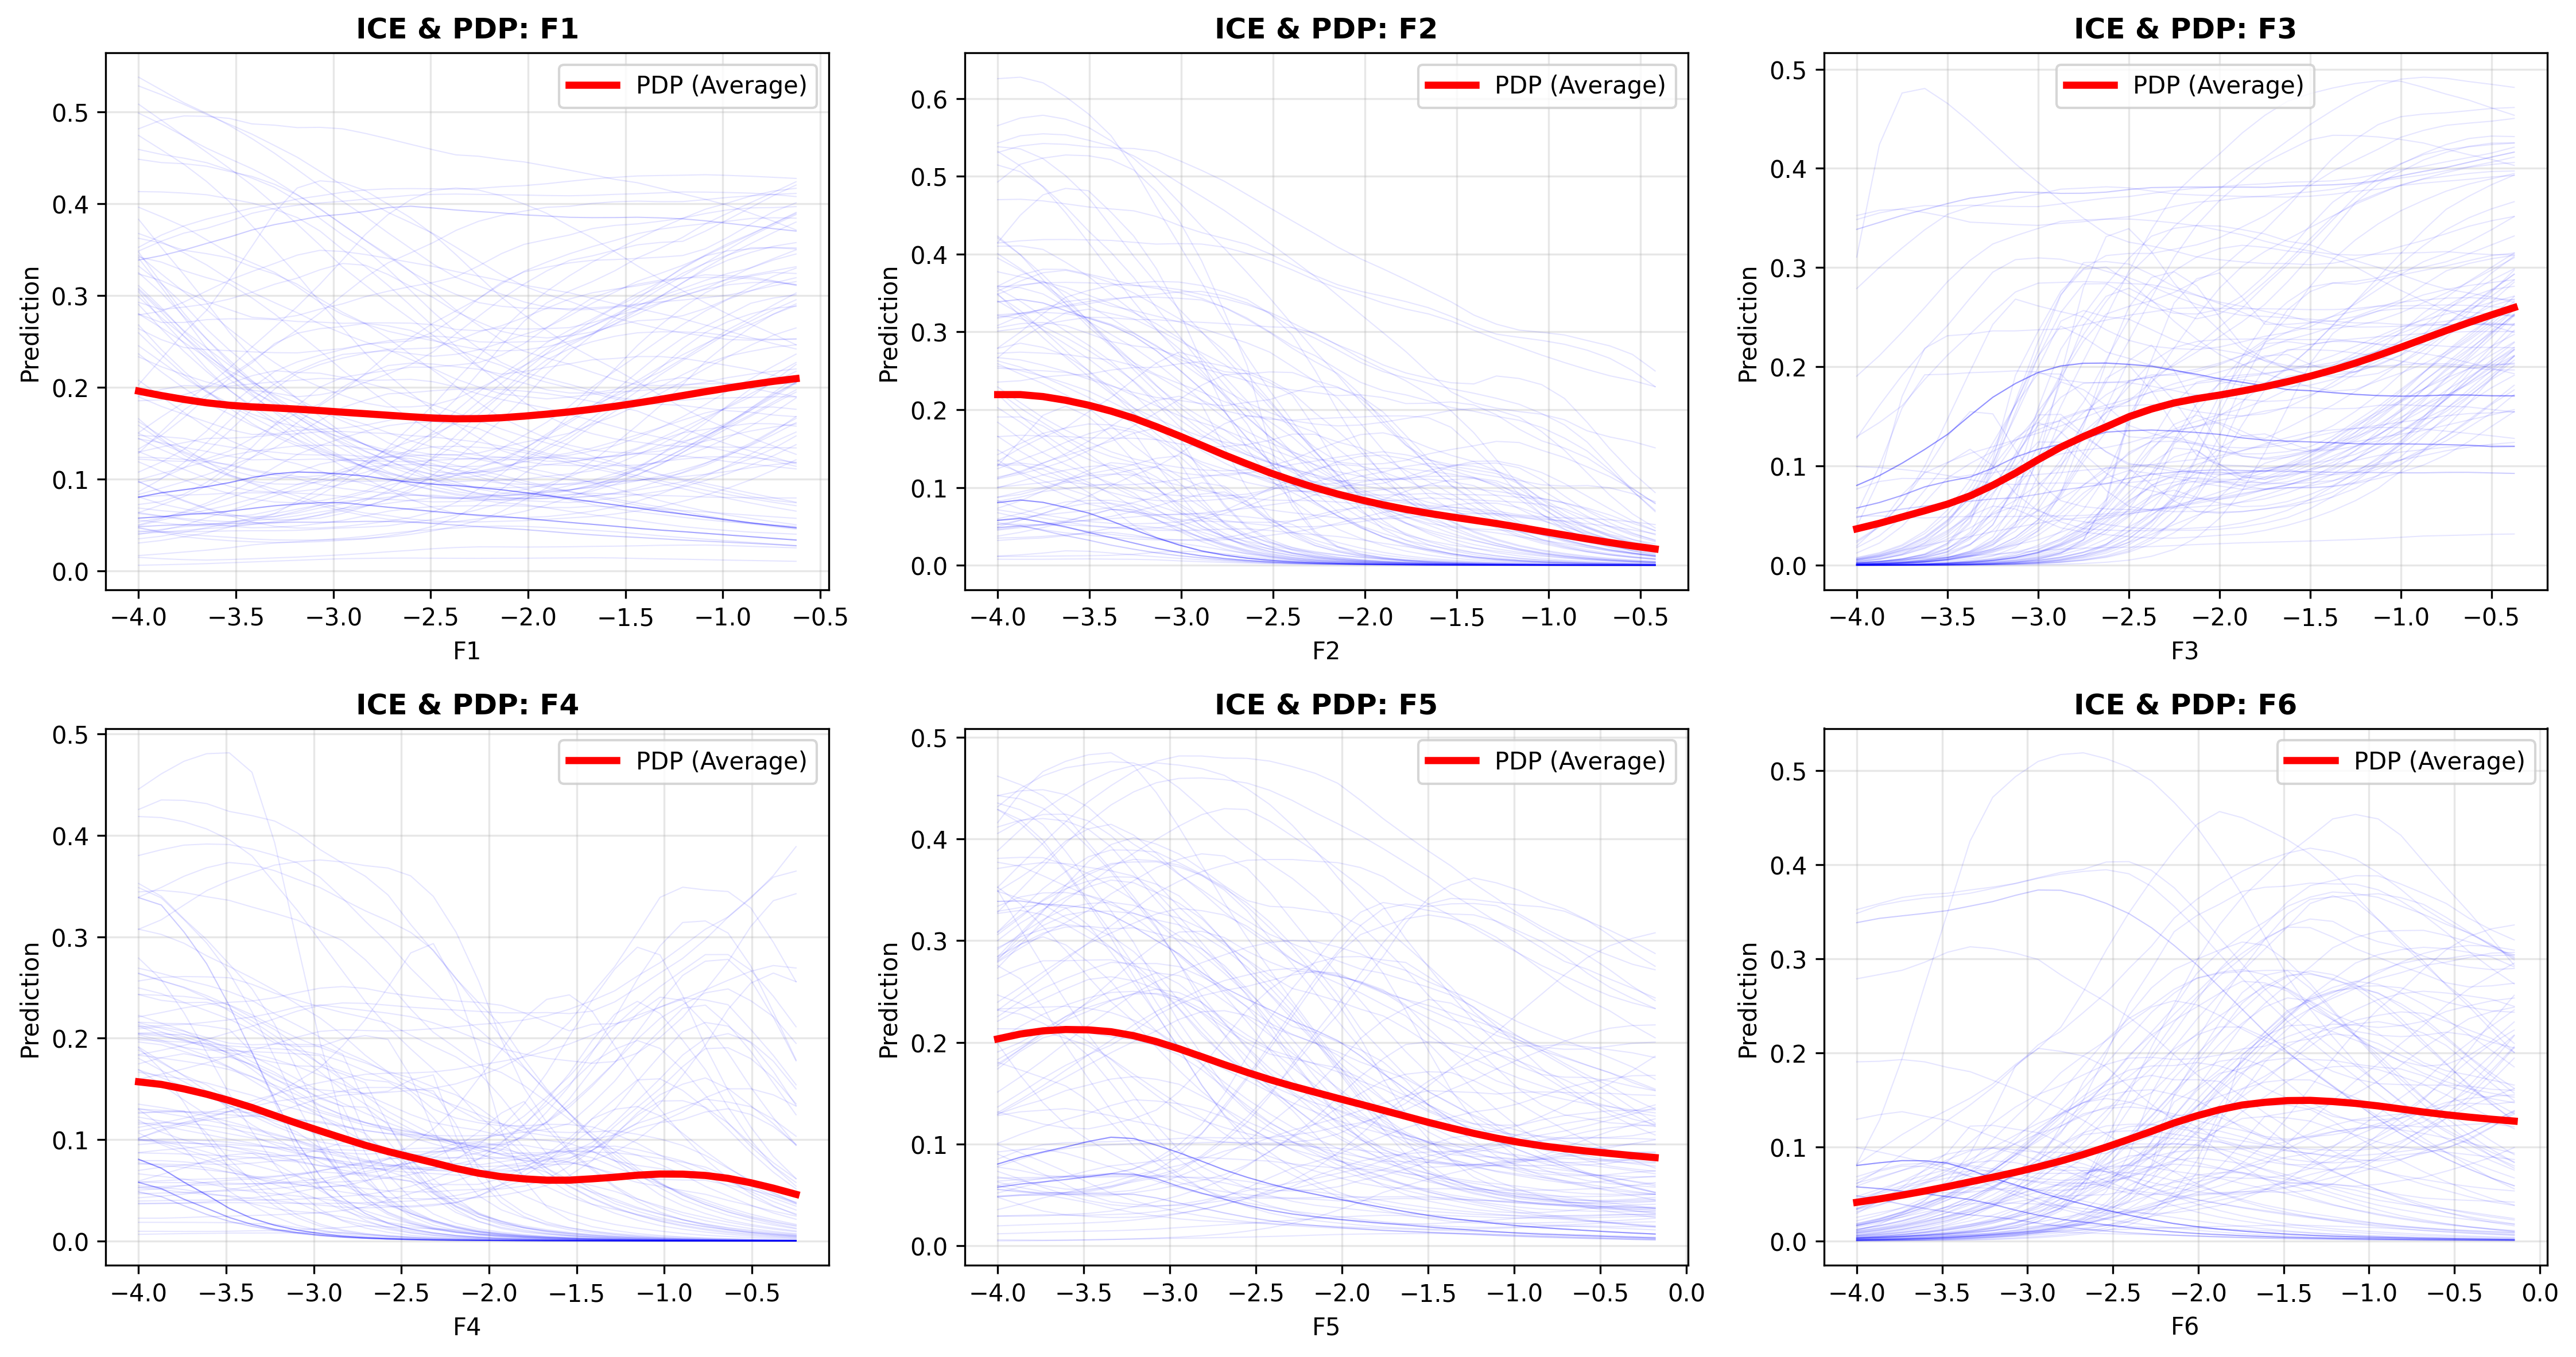 ICE & PDP: F1
PDP (Average)
0.5
0.4
0.3
0.2
0.1
0.0
Prediction
−4.0 −3.5 −3.0 −2.5 −2.0 −1.5 −1.0 −0.5
F1
ICE & PDP: F2
PDP (Average)
0.6
0.5
0.4
0.3
0.2
0.1
0.0
Prediction
−4.0 −3.5 −3.0 −2.5 −2.0 −1.5 −1.0 −0.5
F2
ICE & PDP: F3
PDP (Average)
0.5
0.4
0.3
0.2
0.1
0.0
Prediction
−4.0 −3.5 −3.0 −2.5 −2.0 −1.5 −1.0 −0.5
F3
ICE & PDP: F4
PDP (Average)
0.5
0.4
0.3
0.2
0.1
0.0
Prediction
−4.0 −3.5 −3.0 −2.5 −2.0 −1.5 −1.0 −0.5
F4
ICE & PDP: F5
PDP (Average)
0.5
0.4
0.3
0.2
0.1
0.0
Prediction
−4.0 −3.5 −3.0 −2.5 −2.0 −1.5 −1.0 −0.5 0.0
F5
ICE & PDP: F6
PDP (Average)
0.5
0.4
0.3
0.2
0.1
0.0
Prediction
−4.0 −3.5 −3.0 −2.5 −2.0 −1.5 −1.0 −0.5 0.0
F6